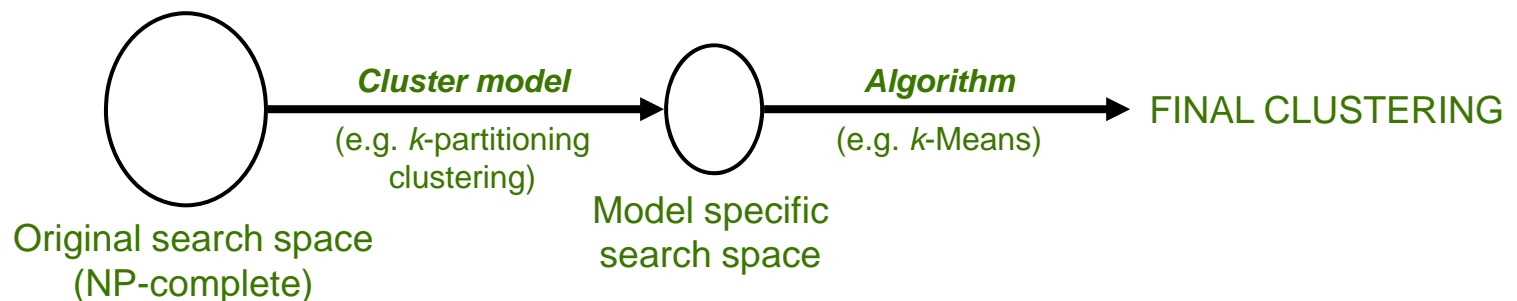 Cluster model
(e.g. k-partitioning
clustering)
Algorithm
(e.g. k-Means)
FINAL CLUSTERING
Original search space
(NP-complete)
Model specific
search space